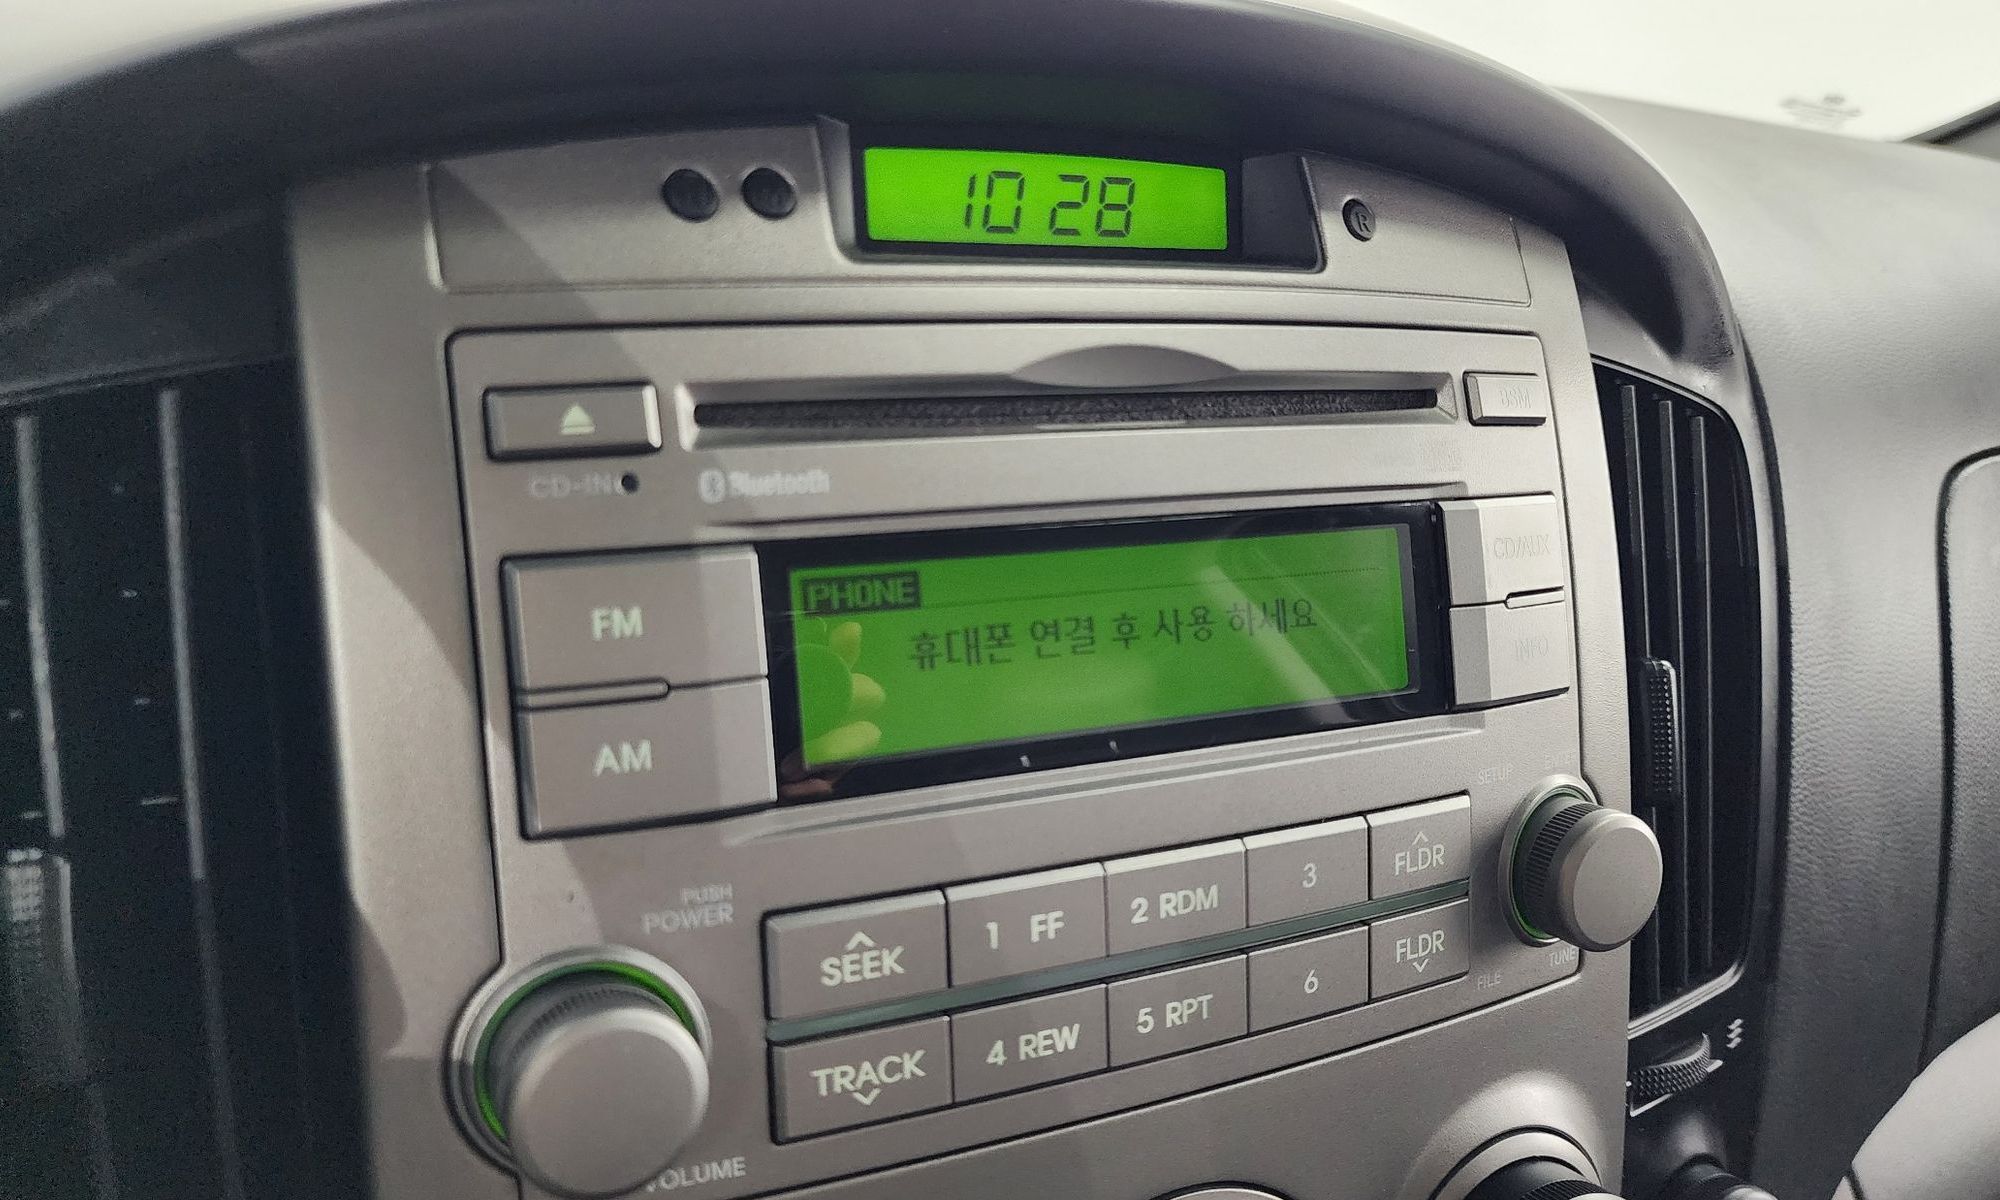 10 28
R
BSM
CD-IN
Bluetooth
PHONE
휴대폰 연결 후 사용 하세요
CD/AUX
INFO
FM
AM
SETUP
PUSH
POWER
SEEK
1 FF
2 RDM
3
FLDR
TRACK
4 REW
5 RPT
6
FLDR
FILE
TUNE
VOLUME